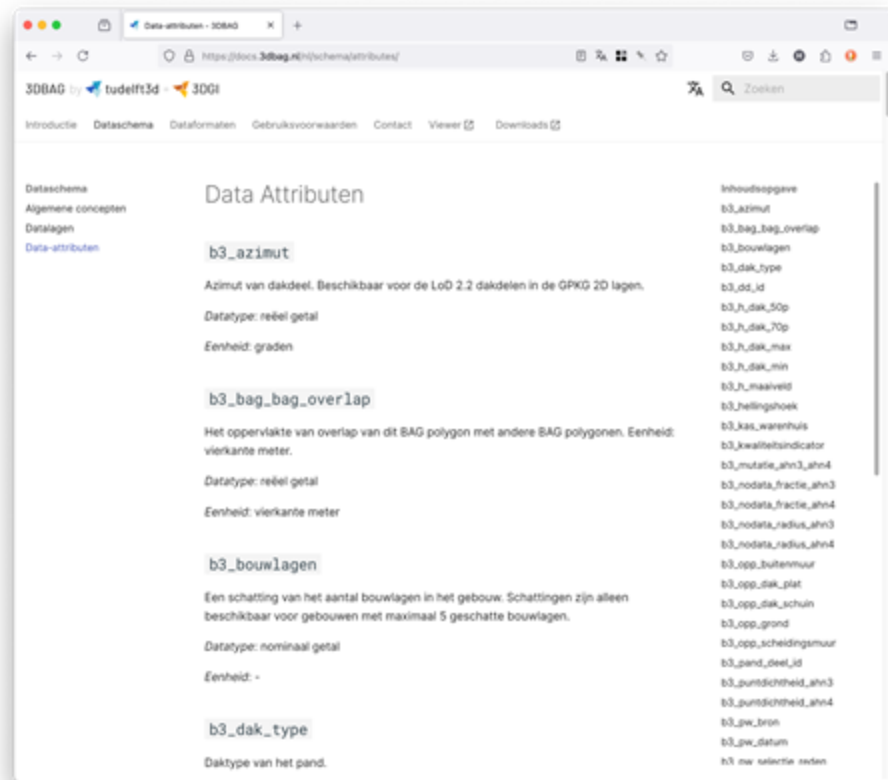 Data-attributen - 3DBAG
https://docs.3dbag.nl/nl/schema/attributes/
3DBAG by tudelft3d - 3DGI
Zoeken
Introductie Dataschema Dataformaten Gebruiksvoorwaarden Contact Viewer Downloads
Dataschema
Algemene concepten
Datalagen
Data-attributen
Data Attributen
b3_azimut
Azimut van dakdeel. Beschikbaar voor de LoD 2.2 dakdelen in de GPKG 2D lagen.
Datatype: reëel getal
Eenheid: graden
b3_bag_bag_overlap
Het oppervlakte van overlap van dit BAG polygon met andere BAG polygonen. Eenheid:
vierkante meter.
Datatype: reëel getal
Eenheid: vierkante meter
b3_bouwlagen
Een schatting van het aantal bouwlagen in het gebouw. Schattingen zijn alleen
beschikbaar voor gebouwen met maximaal 5 geschatte bouwlagen.
Datatype: nominaal getal
Eenheid: -
b3_dak_type
Daktype van het pand.
Inhoudsopgave
b3_azimut
b3_bag_bag_overlap
b3_bouwlagen
b3_dak_type
b3_dd_id
b3_h_dak_50p
b3_h_dak_70p
b3_h_dak_max
b3_h_dak_min
b3_h_maaiveld
b3_hellingshoek
b3_kas_warenhuis
b3_kwaliteitsindicator
b3_mutatie_ahn3_ahn4
b3_nodata_fractie_ahn3
b3_nodata_fractie_ahn4
b3_nodata_radius_ahn3
b3_nodata_radius_ahn4
b3_opp_buitenmuur
b3_opp_dak_plat
b3_opp_dak_schuin
b3_opp_grond
b3_opp_scheidingsmuur
b3_pand_deel_id
b3_puntdichtheid_ahn3
b3_puntdichtheid_ahn4
b3_pw_bron
b3_pw_datum
b3_pw_selectie_reden